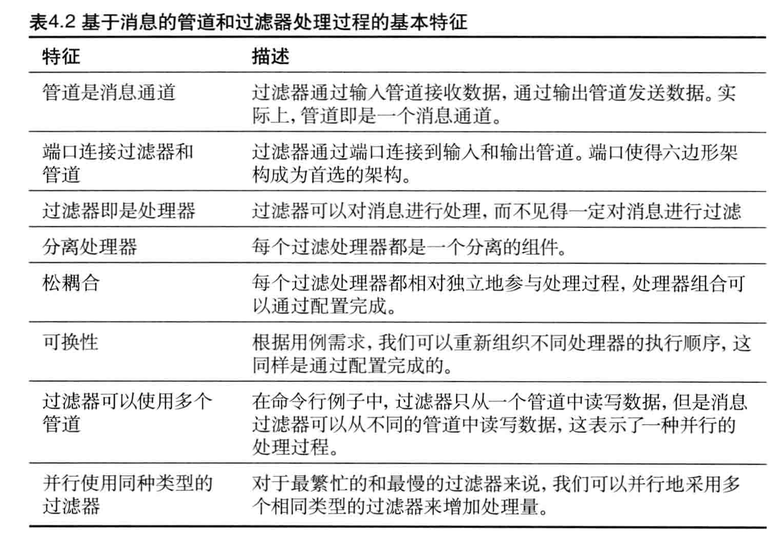 表4.2 基于消息的管道和过滤器处理过程的基本特征
特征 描述
管道是消息通道 过滤器通过输入管道接收数据，通过输出管道发送数据。实
际上，管道即是一个消息通道。
端口连接过滤器和 过滤器通过端口连接到输入和输出管道。端口使得六边形架
管道 构成为首选的架构。
过滤器即是处理器 过滤器可以对消息进行处理，而不见得一定对消息进行过滤
分离处理器 每个过滤处理器都是一个分离的组件。
松耦合 每个过滤处理器都相对独立地参与处理过程，处理器组合可
以通过配置完成。
可换性 根据用例需求，我们可以重新组织不同处理器的执行顺序，这
同样是通过配置完成的。
过滤器可以使用多个 在命令行例子中，过滤器只从一个管道中读写数据，但是消息
管道 过滤器可以从不同的管道中读写数据，这表示了一种并行的
处理过程。
并行使用同种类型的 对于最繁忙的和最慢的过滤器来说，我们可以并行地采用多
过滤器 个相同类型的过滤器来增加处理量。